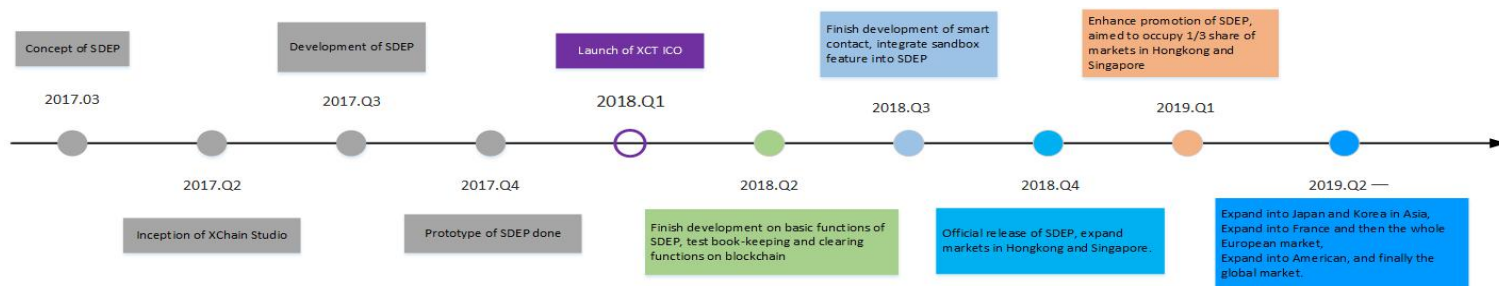 Concept of SDEP
2017.03
2017.Q2
Inception of XChain Studio
Development of SDEP
2017.Q3
2017.Q4
Prototype of SDEP done
Launch of XCT ICO
2018.Q1
2018.Q2
Finish development on basic functions of
SDEP, test book-keeping and clearing
functions on blockchain
Finish development of smart
contact, integrate sandbox
feature into SDEP
2018.Q3
2018.Q4
Official release of SDEP, expand
markets in Hongkong and Singapore.
Enhance promotion of SDEP,
aimed to occupy 1/3 share of
markets in Hongkong and
Singapore
2019.Q1
2019.Q2 —
Expand into Japan and Korea in Asia,
Expand into France and then the whole
European market,
Expand into American, and finally the
global market.